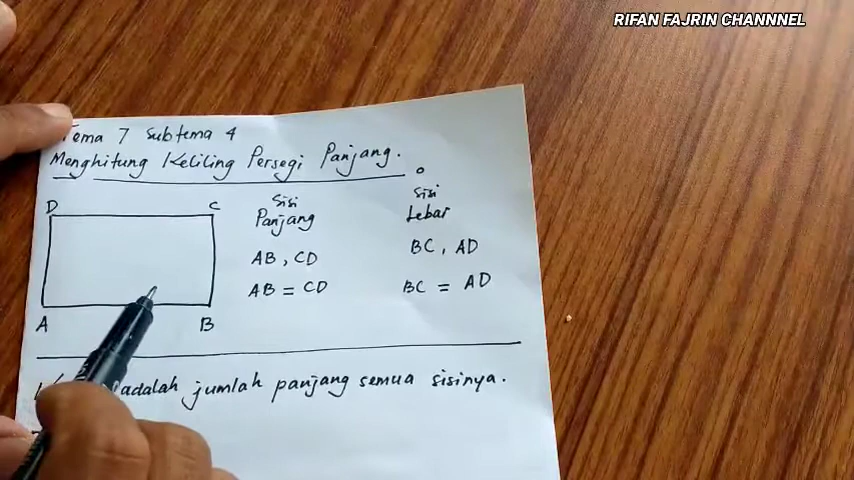 RIFAN FAJRIN CHANNNEL
Tema 7 Subtema 4
Menghitung Keliling Persegi Panjang.
D C
A B
Sisi
Panjang
AB, CD
AB = CD
Sisi
Lebar
BC, AD
BC = AD
adalah jumlah panjang semua sisinya.